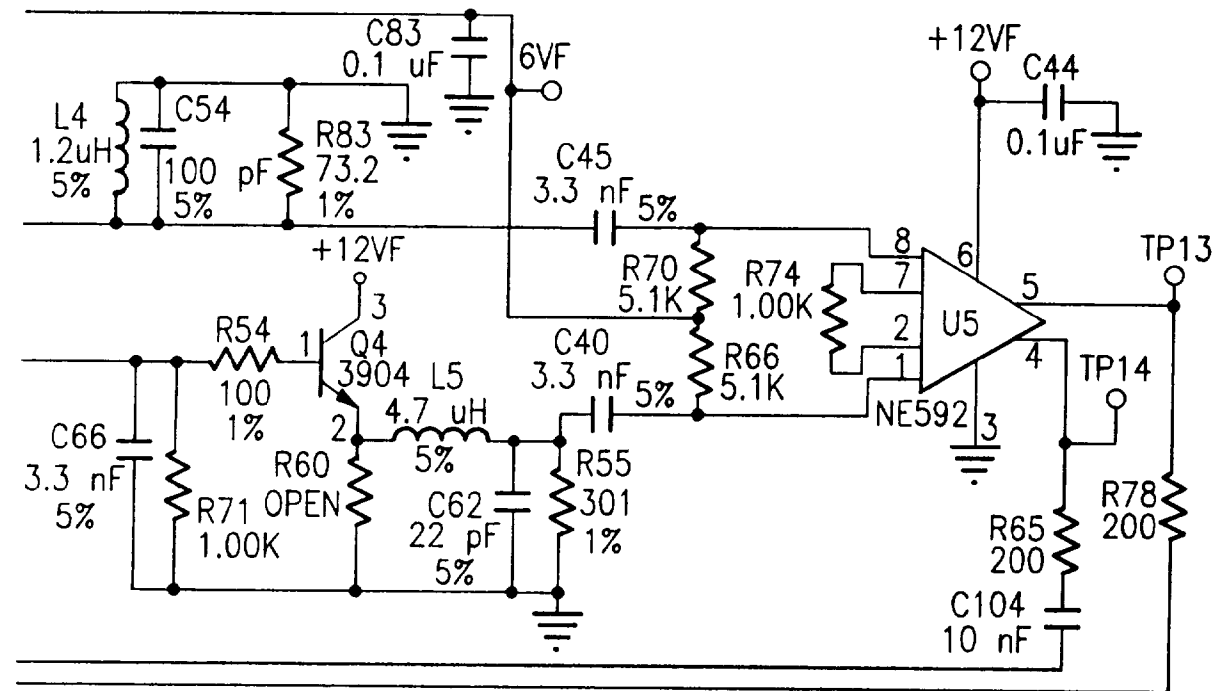 C83
0.1 uF
6VF
+12VF
C44
0.1uF
L4
1.2uH
5%
C54
100 pF
5%
R83
73.2
1%
C45
3.3 nF
5%
+12VF
3
R54
100
1%
1
Q4
3904
2
L5
4.7 uH
5%
C40
3.3 nF
5%
R70
5.1K
R66
5.1K
R74
1.00K
8
7
2
1
6
U5
5
4
3
NE592
TP13
TP14
C66
3.3 nF
5%
R71
1.00K
R60
OPEN
C62
22 pF
5%
R55
301
1%
R65
200
R78
200
C104
10 nF